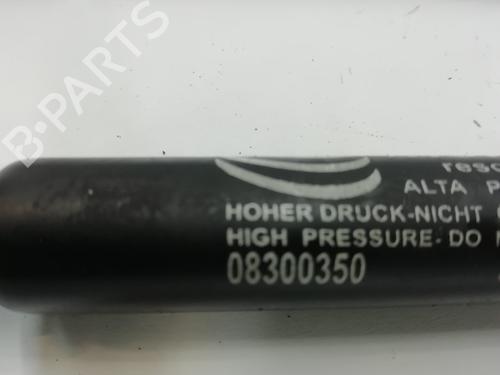 B-PARTS
ALTA
HOHER DRUCK-NICHT
HIGH PRESSURE- DO
08300350